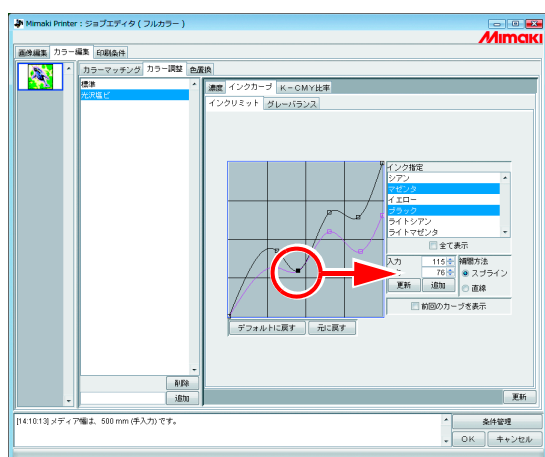 Mimaki Printer : ジョブエディタ ( フルカラー )
Mimaki
画像編集 カラー編集 印刷条件
カラーマッチング カラー調整 色置換
標準
光沢塩ビ
濃度 インクカーブ K－CMY比率
インクリミット グレーバランス
インク指定
シアン
マゼンタ
イエロー
ブラック
ライトシアン
ライトマゼンタ
全て表示
入力 115 補間方法
76 スプライン
更新 追加 直線
前回のカーブを表示
デフォルトに戻す 元に戻す
削除
追加
更新
[14:10:13] メディア幅は、500 mm (手入力) です。
条件管理
OK キャンセル